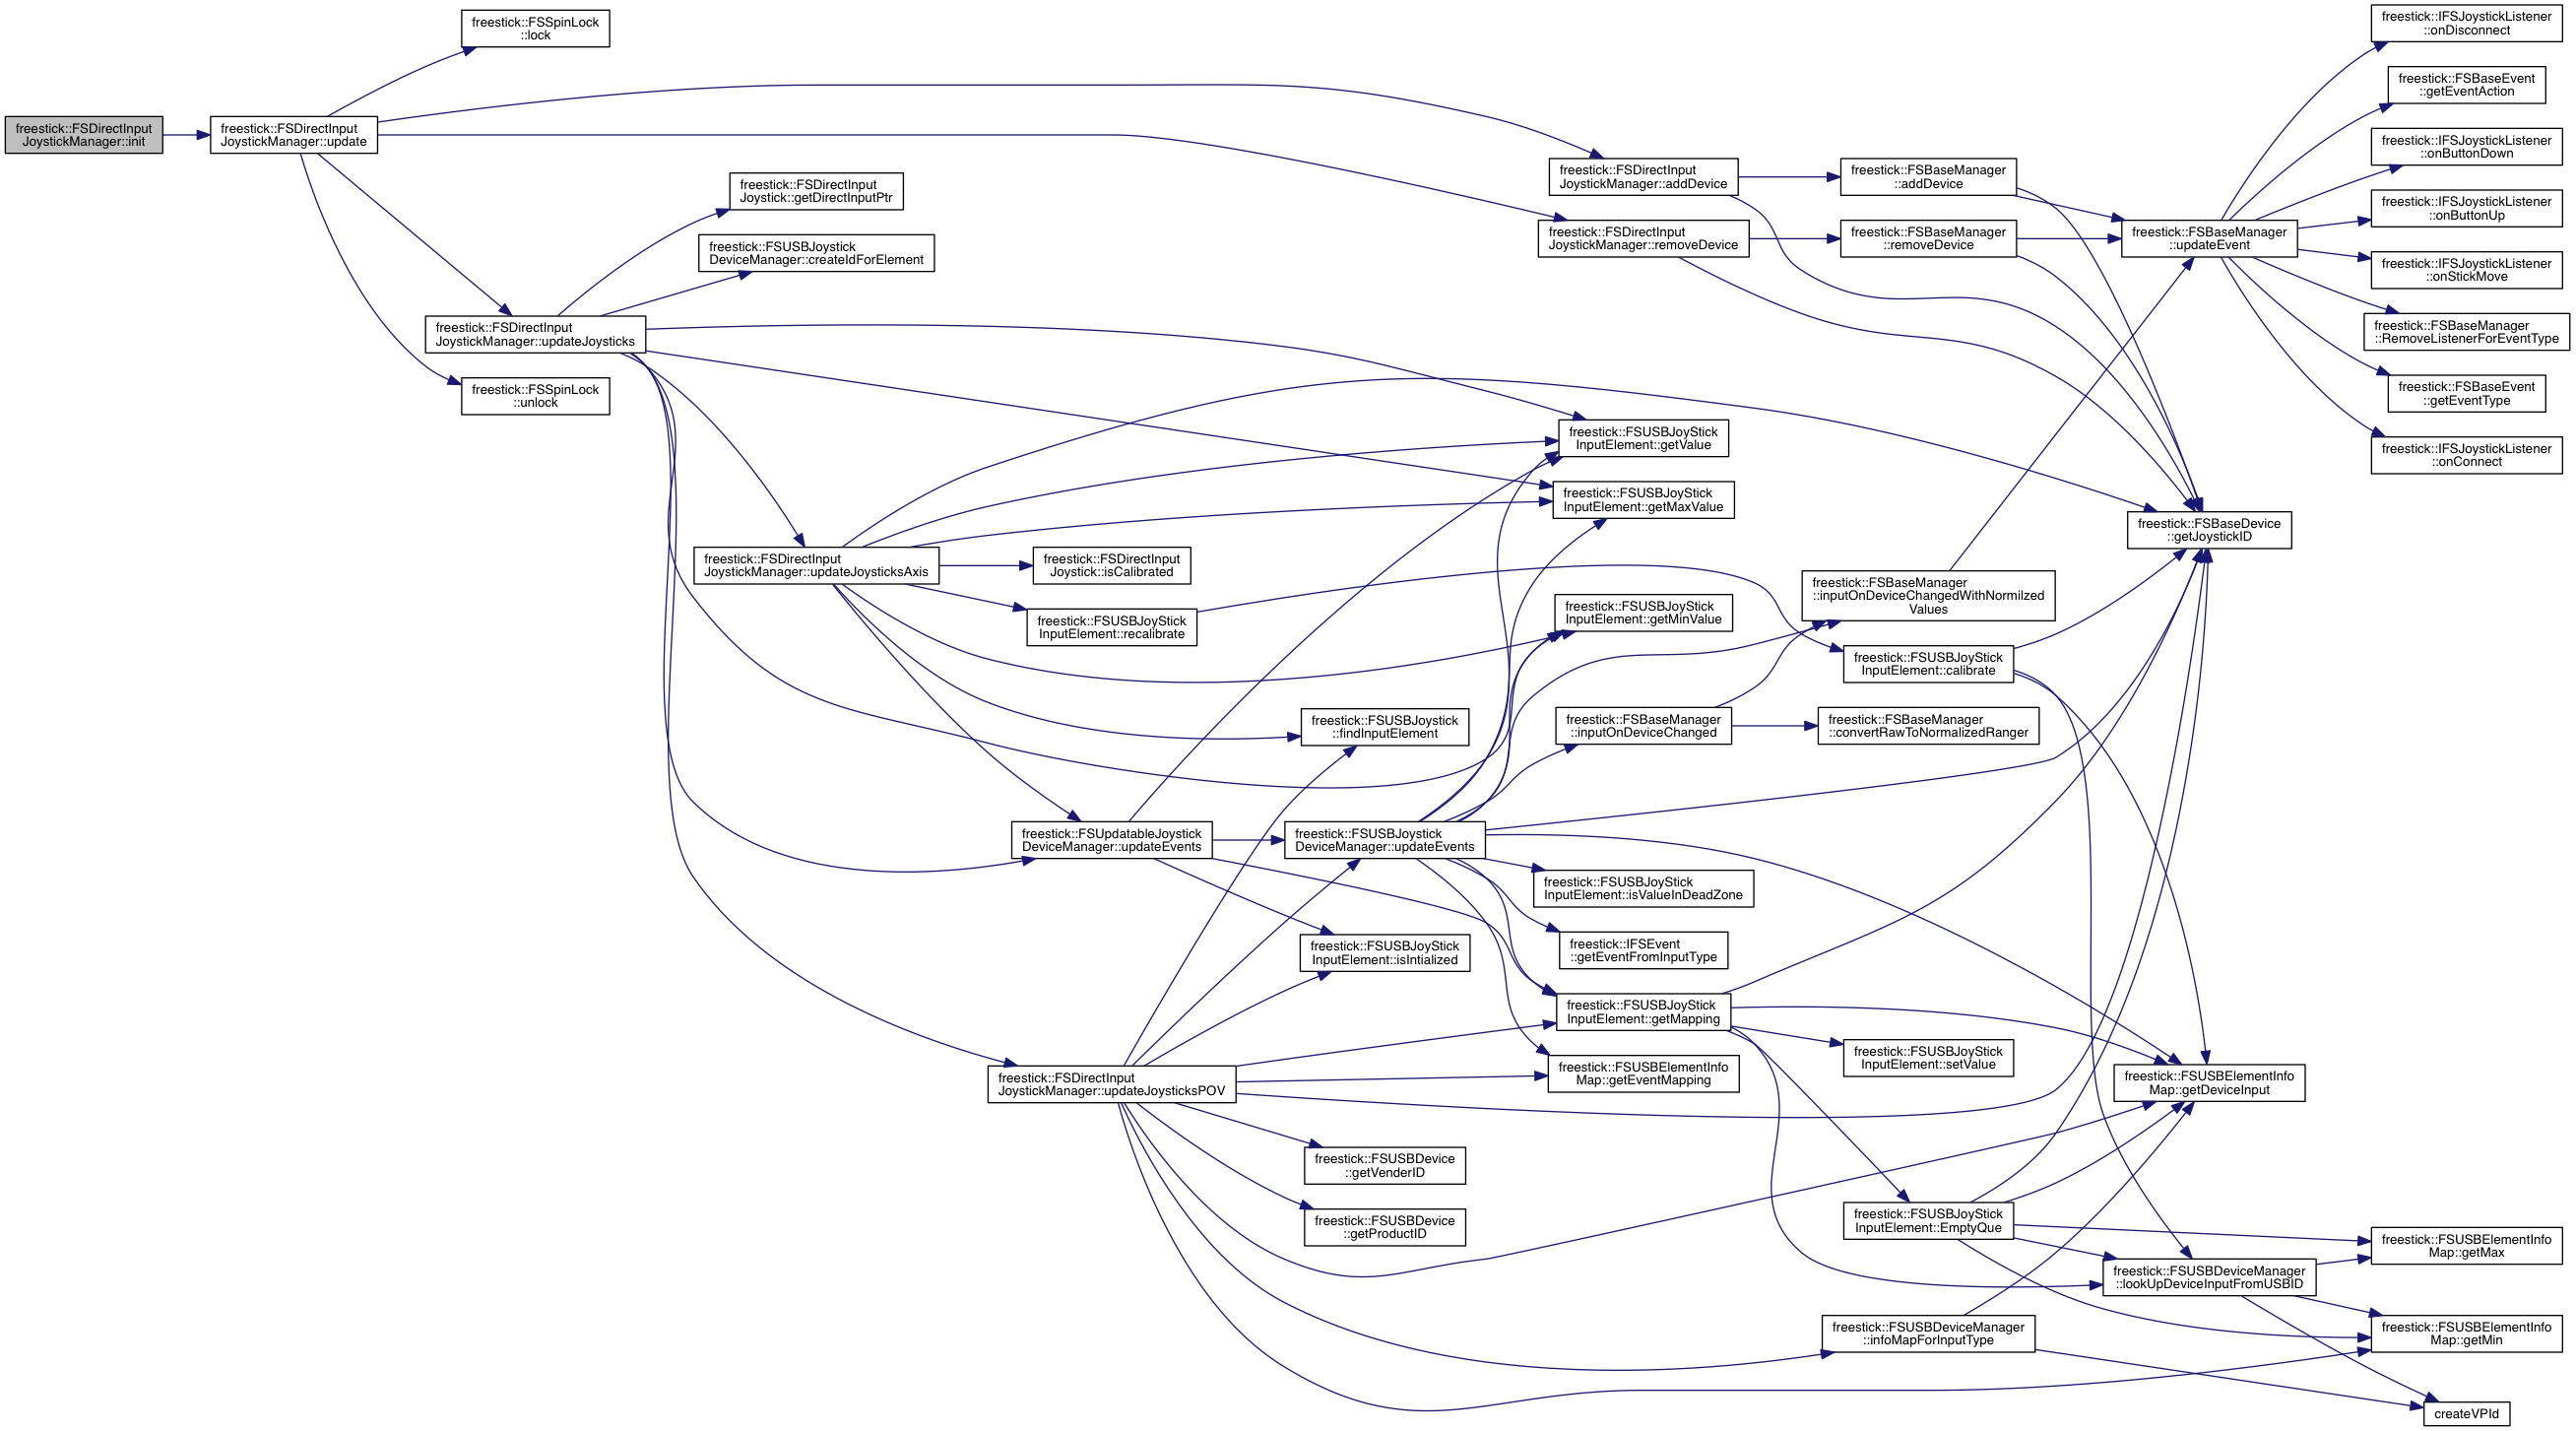 freestick::FSDirectInput
JoystickManager::init
freestick::FSDirectInput
JoystickManager::update
freestick::FSSpinLock
::lock
freestick::FSDirectInput
JoystickManager::updateJoysticks
freestick::FSSpinLock
::unlock
freestick::FSDirectInput
Joystick::getDirectInputPtr
freestick::FSUSBJoystick
DeviceManager::createIdForElement
freestick::FSDirectInput
JoystickManager::updateJoysticksAxis
freestick::FSDirectInput
Joystick::isCalibrated
freestick::FSUSBJoyStick
InputElement::recalibrate
freestick::FSUpdatableJoystick
DeviceManager::updateEvents
freestick::FSDirectInput
JoystickManager::updateJoysticksPOV
freestick::FSUSBJoystick
::findInputElement
freestick::FSUSBJoystick
DeviceManager::updateEvents
freestick::FSUSBJoyStick
InputElement::isIntialized
freestick::FSUSBDevice
::getVenderID
freestick::FSUSBDevice
::getProductID
freestick::FSDirectInput
JoystickManager::addDevice
freestick::FSDirectInput
JoystickManager::removeDevice
freestick::FSUSBJoyStick
InputElement::getValue
freestick::FSUSBJoyStick
InputElement::getMaxValue
freestick::FSUSBJoyStick
InputElement::getMinValue
freestick::FSBaseManager
::inputOnDeviceChanged
freestick::FSUSBJoyStick
InputElement::isValueInDeadZone
freestick::IFSEvent
::getEventFromInputType
freestick::FSUSBJoyStick
InputElement::getMapping
freestick::FSUSBElementInfo
Map::getEventMapping
freestick::FSBaseManager
::addDevice
freestick::FSBaseManager
::removeDevice
freestick::FSBaseManager
::inputOnDeviceChangedWithNormilzed
Values
freestick::FSUSBJoyStick
InputElement::calibrate
freestick::FSBaseManager
::convertRawToNormalizedRanger
freestick::FSUSBJoyStick
InputElement::setValue
freestick::FSUSBJoyStick
InputElement::EmptyQue
freestick::FSUSBDeviceManager
::infoMapForInputType
freestick::FSBaseManager
::updateEvent
freestick::FSBaseDevice
::getJoystickID
freestick::FSUSBElementInfo
Map::getDeviceInput
freestick::FSUSBDeviceManager
::lookUpDeviceInputFromUSBID
freestick::IFSJoystickListener
::onDisconnect
freestick::FSBaseEvent
::getEventAction
freestick::IFSJoystickListener
::onButtonDown
freestick::IFSJoystickListener
::onButtonUp
freestick::IFSJoystickListener
::onStickMove
freestick::FSBaseManager
::RemoveListenerForEventType
freestick::FSBaseEvent
::getEventType
freestick::IFSJoystickListener
::onConnect
freestick::FSUSBElementInfo
Map::getMax
freestick::FSUSBElementInfo
Map::getMin
createVPId